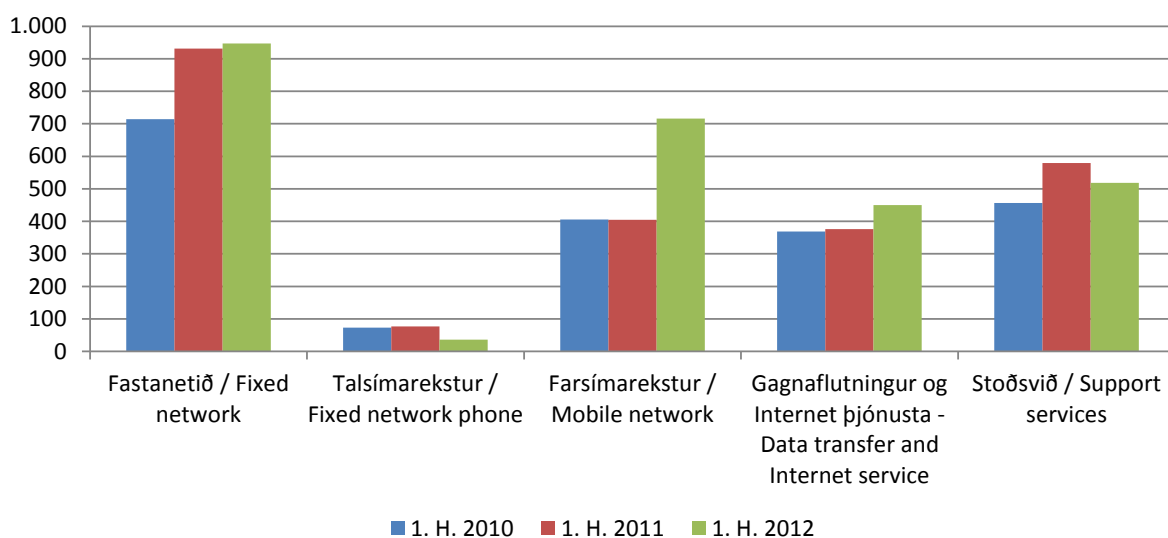 1.000
900
800
700
600
500
400
300
200
100
0
Fastanetið / Fixed
network
Talsímarekstur /
Fixed network phone
Farsímarekstur /
Mobile network
Gagnaflutningur og
Internet þjónusta -
Data transfer and
Internet service
Stoðsvið / Support
services
1. H. 2010
1. H. 2011
1. H. 2012